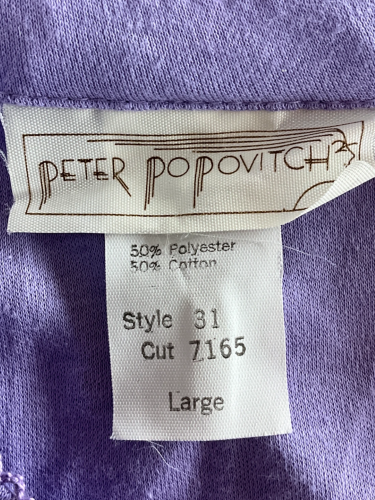 PETER POPOVITCH
50% Polyester
50% Cotton
Style 31
Cut 7165
Large